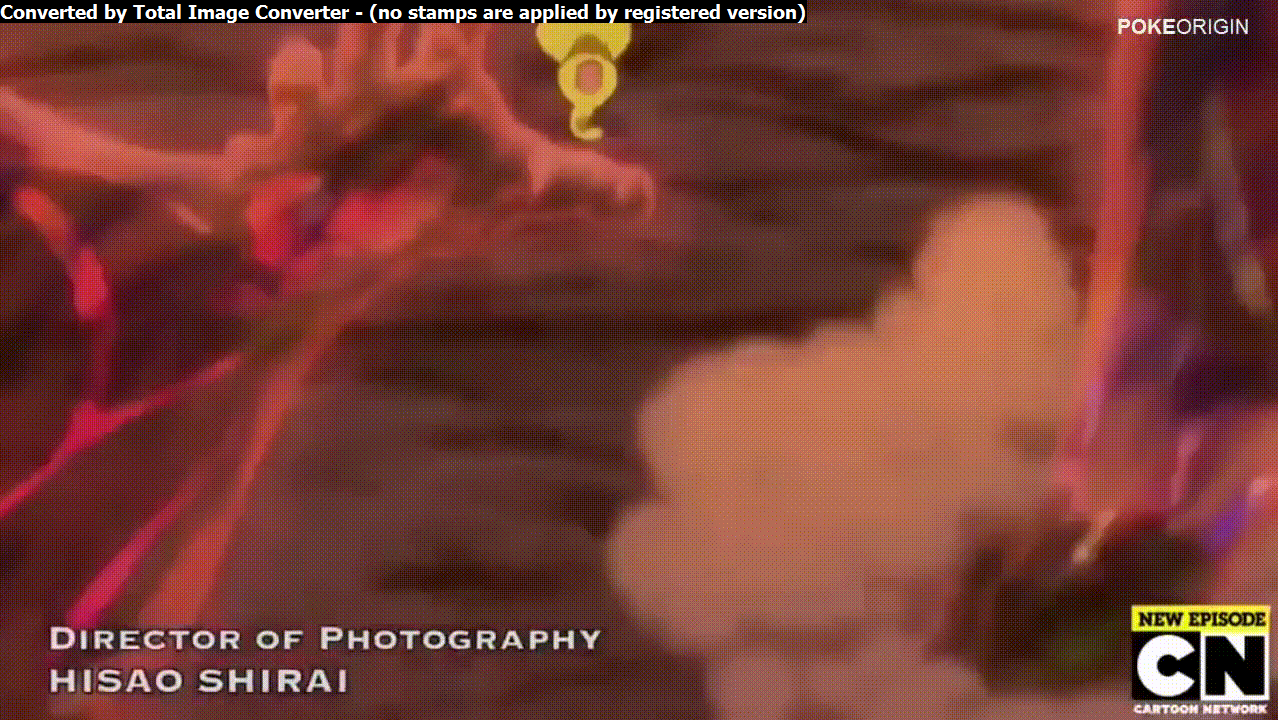 Converted by Total Image Converter - (no stamps are applied by registered version)
POKEORIGIN
DIRECTOR OF PHOTOGRAPHY
HISAO SHIRAI
NEW EPISODE
CN
CARTOON NETWORK